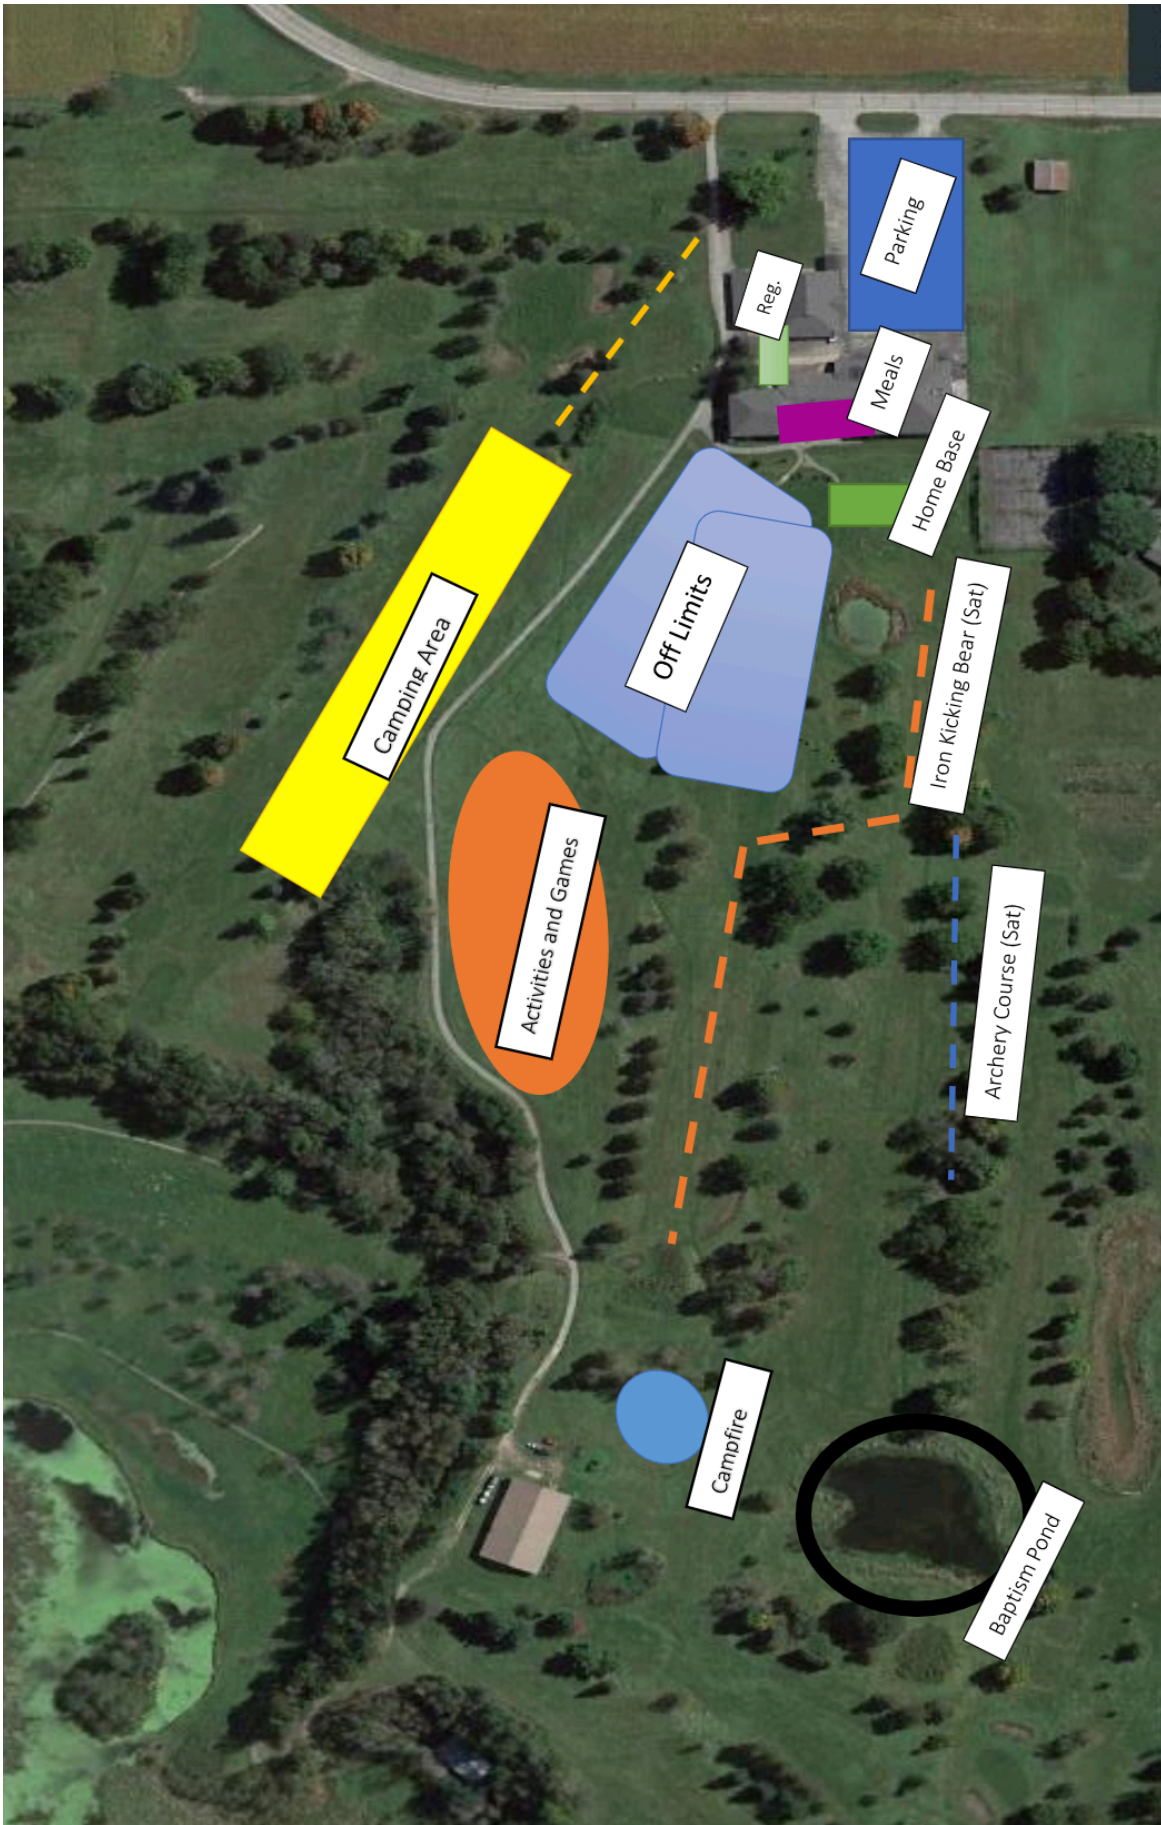 Parking
Reg.
Meals
Home Base
Off Limits
Iron Kicking Bear (Sat)
Camping Area
Activities and Games
Archery Course (Sat)
Campfire
Baptism Pond